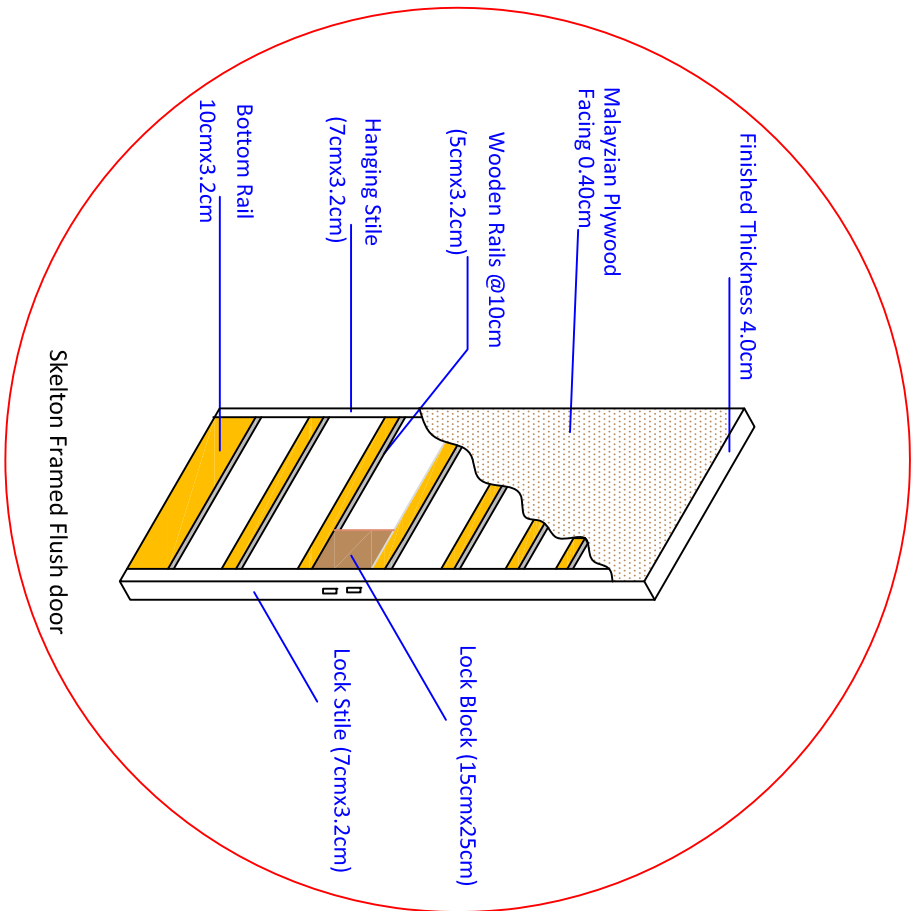 Finished Thickness 4.0cm
Malayzian Plywood
Facing 0.40cm
Wooden Rails @10cm
(5cmx3.2cm)
Hanging Stile
(7cmx3.2cm)
Bottom Rail
10cmx3.2cm
Lock Block (15cmx25cm)
Lock Stile (7cmx3.2cm)
Skelton Framed Flush door